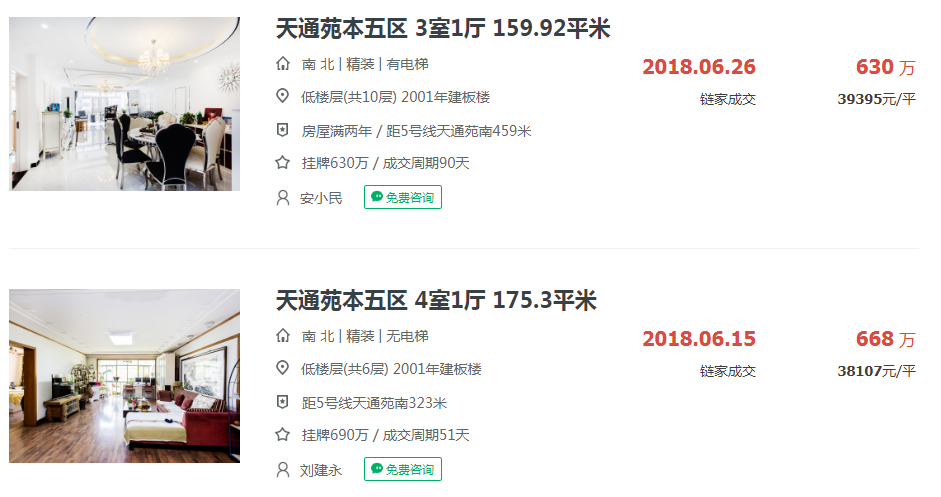 天通苑本五区 3室1厅 159.92平米
南 北 | 精装 | 有电梯
2018.06.26
630 万
低楼层(共10层) 2001年建板楼
链家成交
39395元/平
房屋满两年 / 距5号线天通苑南459米
挂牌630万 / 成交周期90天
安小民
免费咨询
天通苑本五区 4室1厅 175.3平米
南 北 | 精装 | 无电梯
2018.06.15
668 万
低楼层(共6层) 2001年建板楼
链家成交
38107元/平
距5号线天通苑南323米
挂牌690万 / 成交周期51天
刘建永
免费咨询